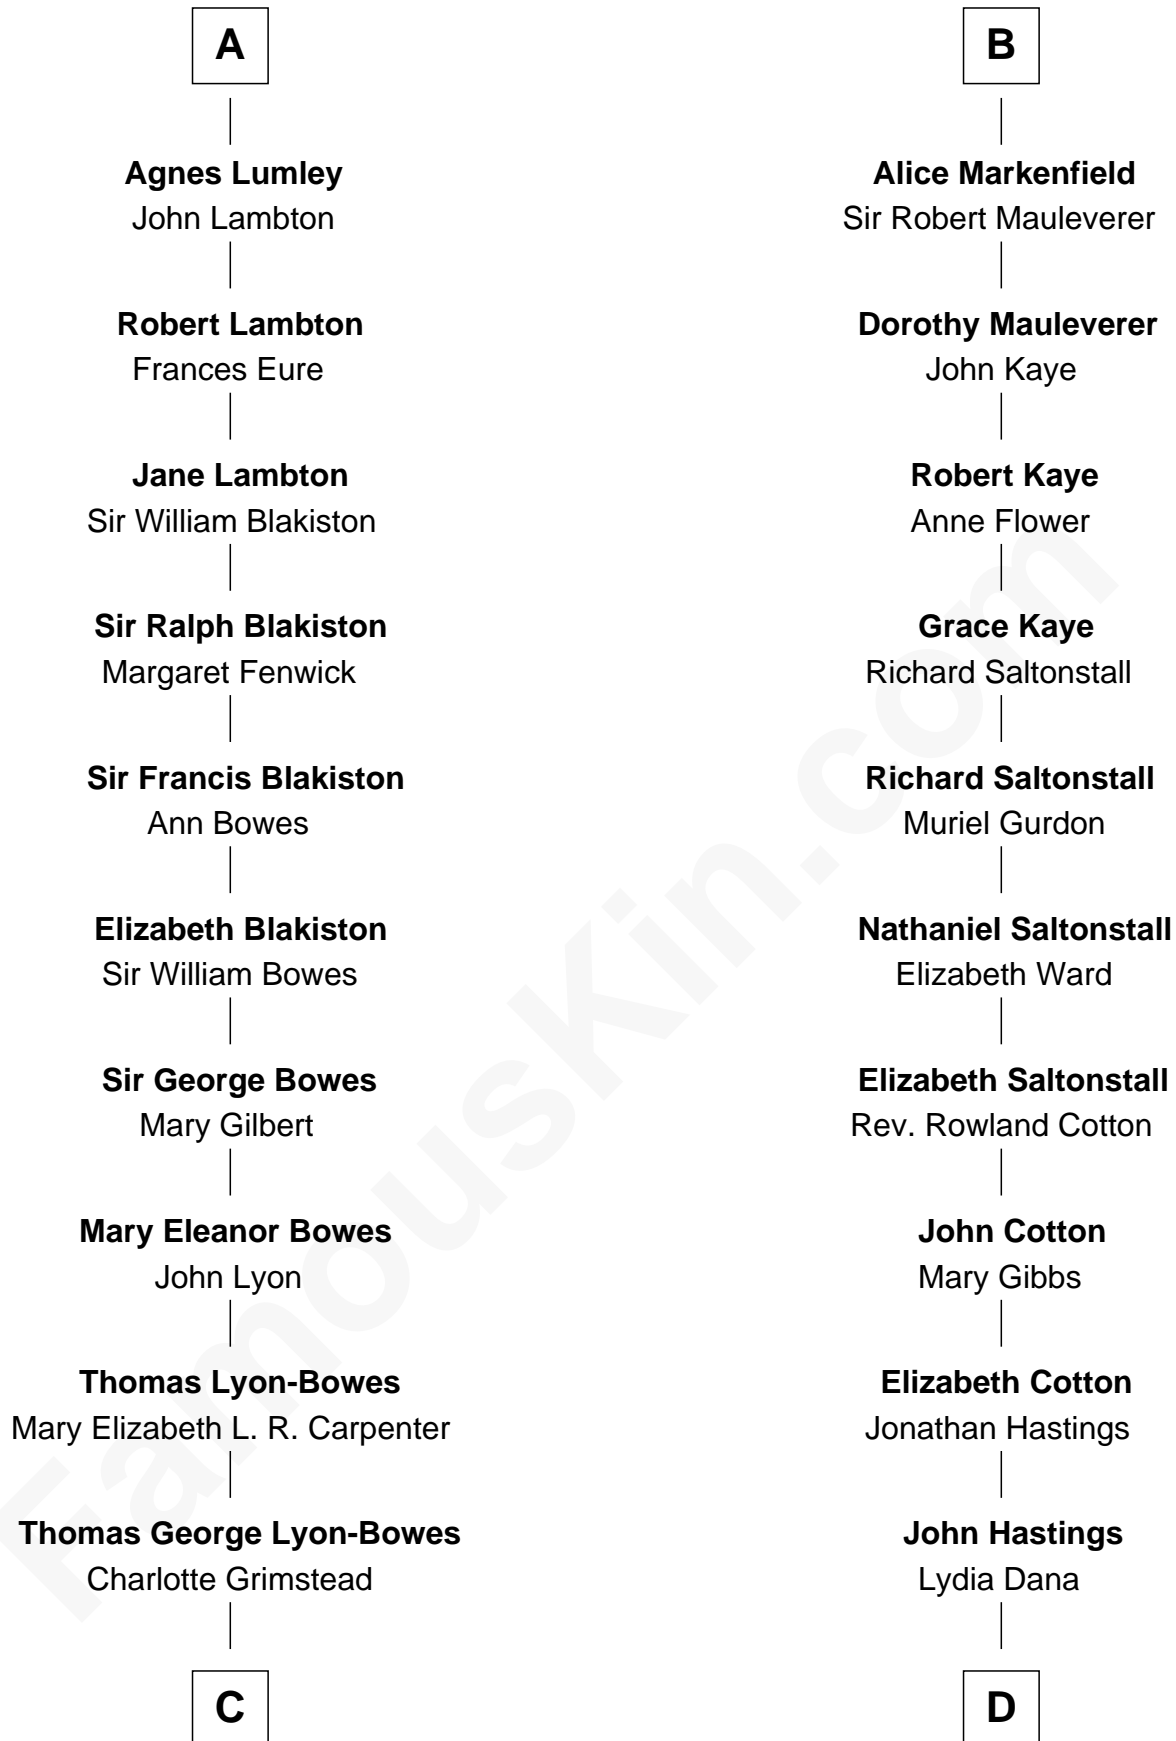 A
Agnes Lumley
John Lambton
Robert Lambton
Frances Eure
Jane Lambton
Sir William Blakiston
Sir Ralph Blakiston
Margaret Fenwick
Sir Francis Blakiston
Ann Bowes
Elizabeth Blakiston
Sir William Bowes
Sir George Bowes
Mary Gilbert
Mary Eleanor Bowes
John Lyon
Thomas Lyon-Bowes
Mary Elizabeth L. R. Carpenter
Thomas George Lyon-Bowes
Charlotte Grimstead
C
B
Alice Markenfield
Sir Robert Mauleverer
Dorothy Mauleverer
John Kaye
Robert Kaye
Anne Flower
Grace Kaye
Richard Saltonstall
Richard Saltonstall
Muriel Gurdon
Nathaniel Saltonstall
Elizabeth Ward
Elizabeth Saltonstall
Rev. Rowland Cotton
John Cotton
Mary Gibbs
Elizabeth Cotton
Jonathan Hastings
John Hastings
Lydia Dana
D
FamousKin.com